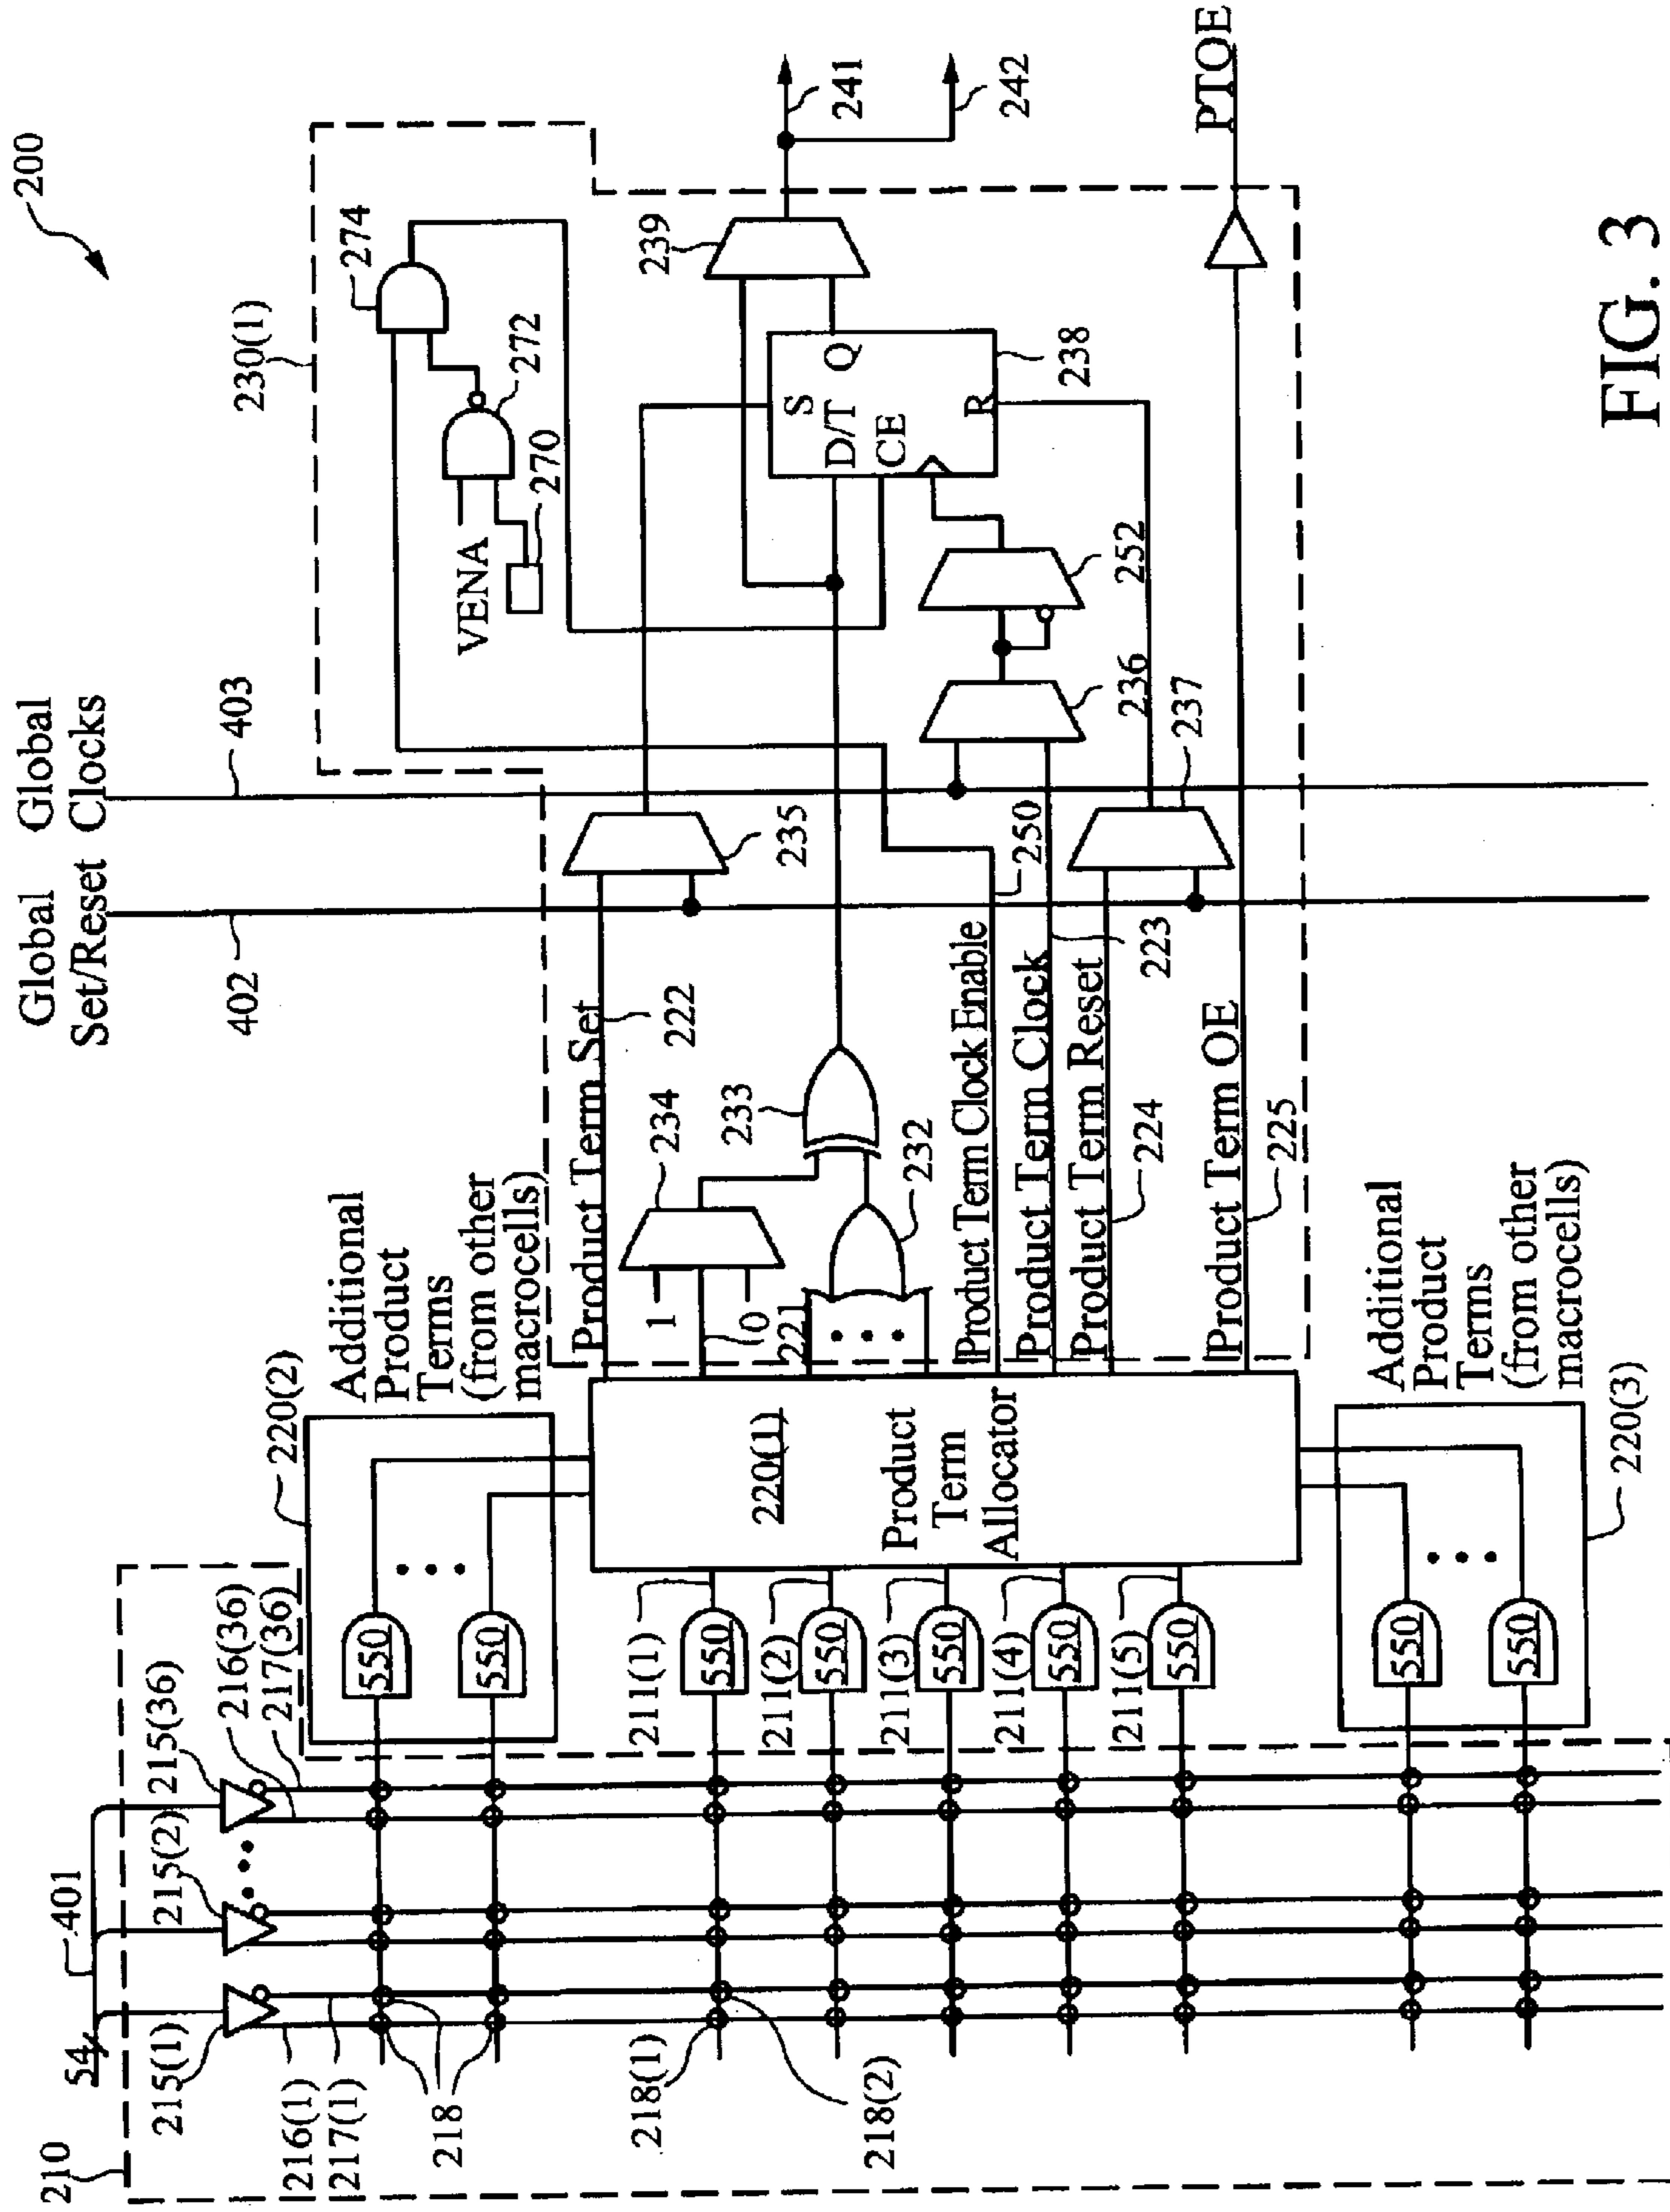 200
Global
Set/Reset
Global
Clocks
402
403
230(1)
274
272
270
VENA
239
241
242
PTOE
S
D/T
Q
CE
R
238
252
236
237
235
250
223
Product Term Set
222
234
1
0
233
232
221
Product Term Clock Enable
Product Term Clock
Product Term Reset
224
Product Term OE
225
220(2)
Additional
Product
Terms
(from other
macrocells)
220(1)
Product
Term
Allocator
Additional
Product
Terms
(from other
macrocells)
220(3)
550
550
211(1)
550
211(2)
550
211(3)
550
211(4)
550
211(5)
550
550
550
210
54
401
215(1)
215(2)
215(36)
216(36)
217(36)
216(1)
217(1)
218
218(1)
218(2)
FIG. 3